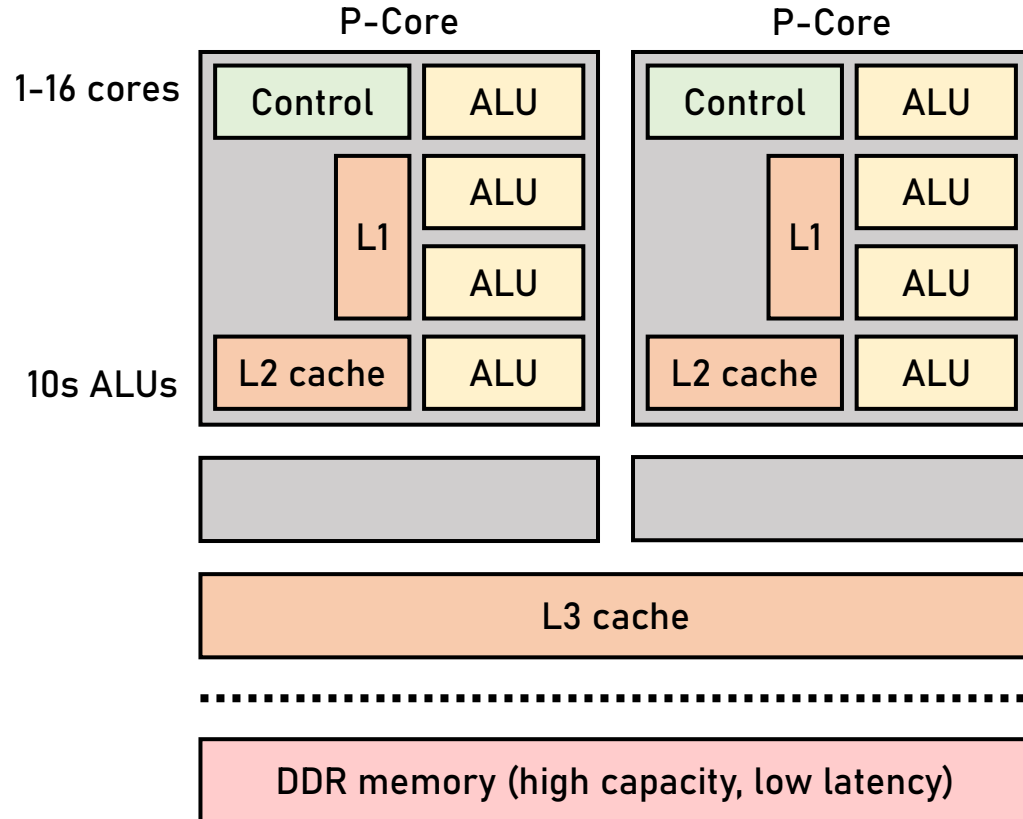 P-Core
P-Core
1-16 cores
Control
ALU
Control
ALU
ALU
ALU
L1
L1
ALU
ALU
10s ALUs
L2 cache
ALU
L2 cache
ALU
L3 cache
DDR memory (high capacity, low latency)